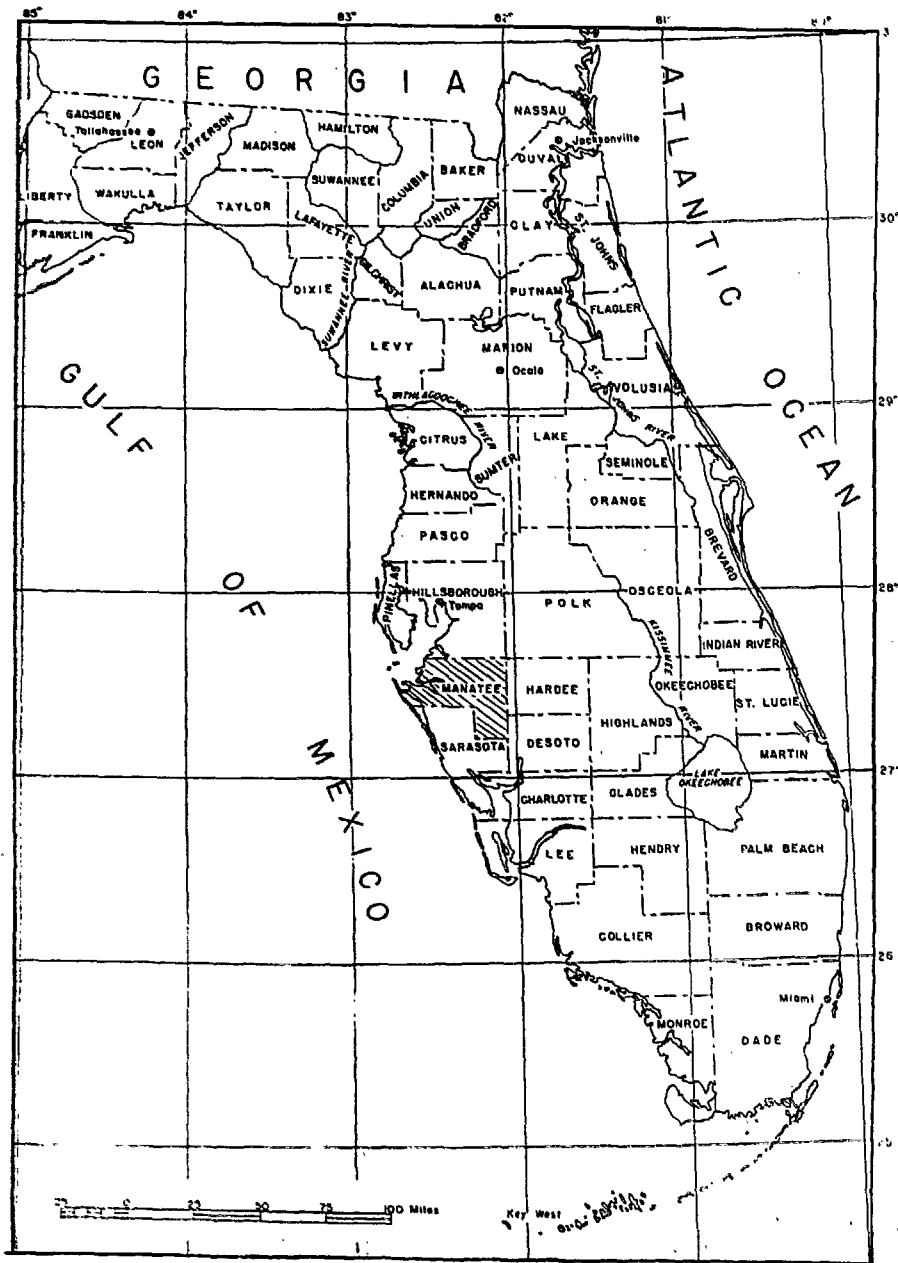 85° 84° 83° 82° 81°
GEORGIA
ATLANTIC OCEAN
GULF OF MEXICO
NASSAU
GADSDEN
Tallahassee
LEON
JEFFERSON
MADISON
HAMILTON
Jacksonville
DUVAL
SUWANNEE
COLUMBIA
BAKER
WAKULLA
TAYLOR
LAFAYETTE
UNION
BRADFORD
CLAY
ST. JOHNS
30°
FRANKLIN
DIXIE
SUWANNEE RIVER
GILCHRIST
ALACHUA
PUTNAM
FLAGLER
LEVY
MARION
Ocala
ST. JOHNS RIVER
VOLUSIA
29°
WITHLACOOCHEE RIVER
CITRUS
SUMTER
LAKE
SEMINOLE
HERNANDO
ORANGE
PASCO
BREVARD
PINELLAS
HILLSBOROUGH
Tampa
POLK
OSCEOLA
28°
KISSIMMEE RIVER
INDIAN RIVER
MANATEE
HARDEE
OKEECHOBEE
ST. LUCIE
HIGHLANDS
SARASOTA
DESOTO
MARTIN
27°
LAKE OKEECHOBEE
CHARLOTTE
GLADES
LEE
HENDRY
PALM BEACH
COLLIER
BROWARD
26°
Miami
MONROE
DADE
25 0 25 50 75 100 Miles
Key West